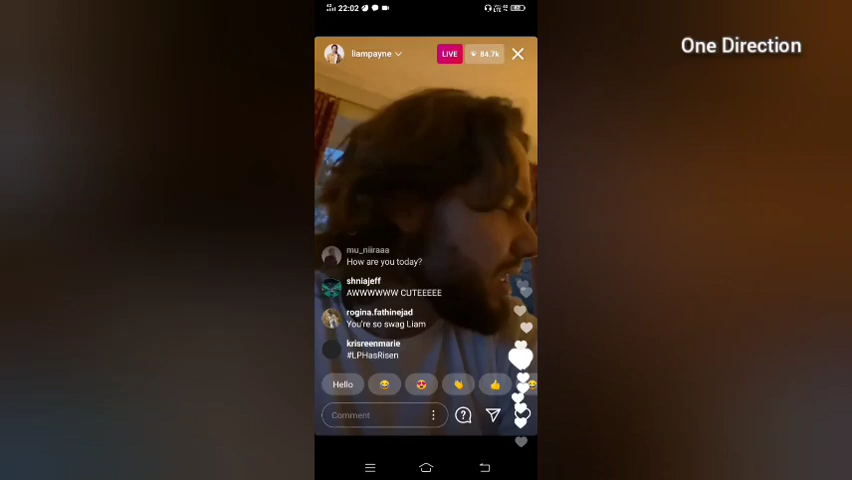 22:02
One Direction
liampayne
LIVE
84.7k
mu_niiraaa
How are you today?
shniajeff
AWWWWWW CUTEEEEE
rogina.fathinejad
You're so swag Liam
krisreenmarie
#LPHasRisen
Hello
Comment